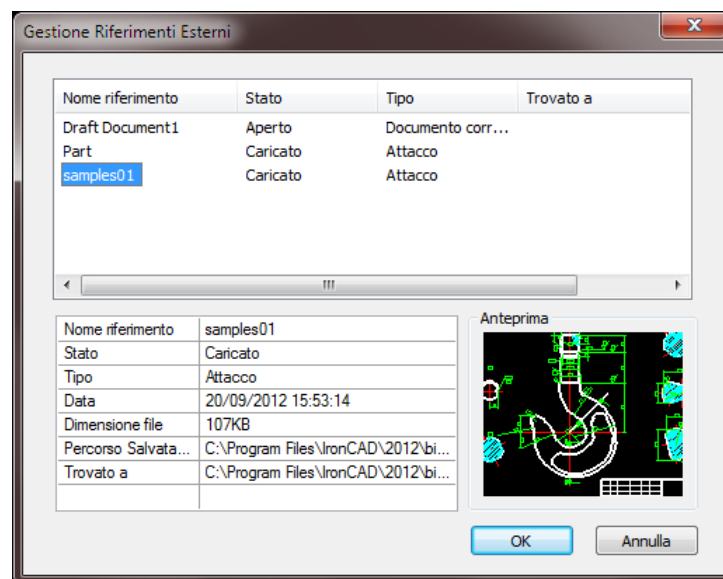 Gestione Riferimenti Esterni
Nome riferimento Stato Tipo Trovato a
Draft Document1 Aperto Documento corr...
Part Caricato Attacco
samples01 Caricato Attacco
Nome riferimento samples01
Stato Caricato
Tipo Attacco
Data 20/09/2012 15:53:14
Dimensione file 107KB
Percorso Salvata... C:\Program Files\IronCAD\2012\bi...
Trovato a C:\Program Files\IronCAD\2012\bi...
Anteprima
OK Annulla